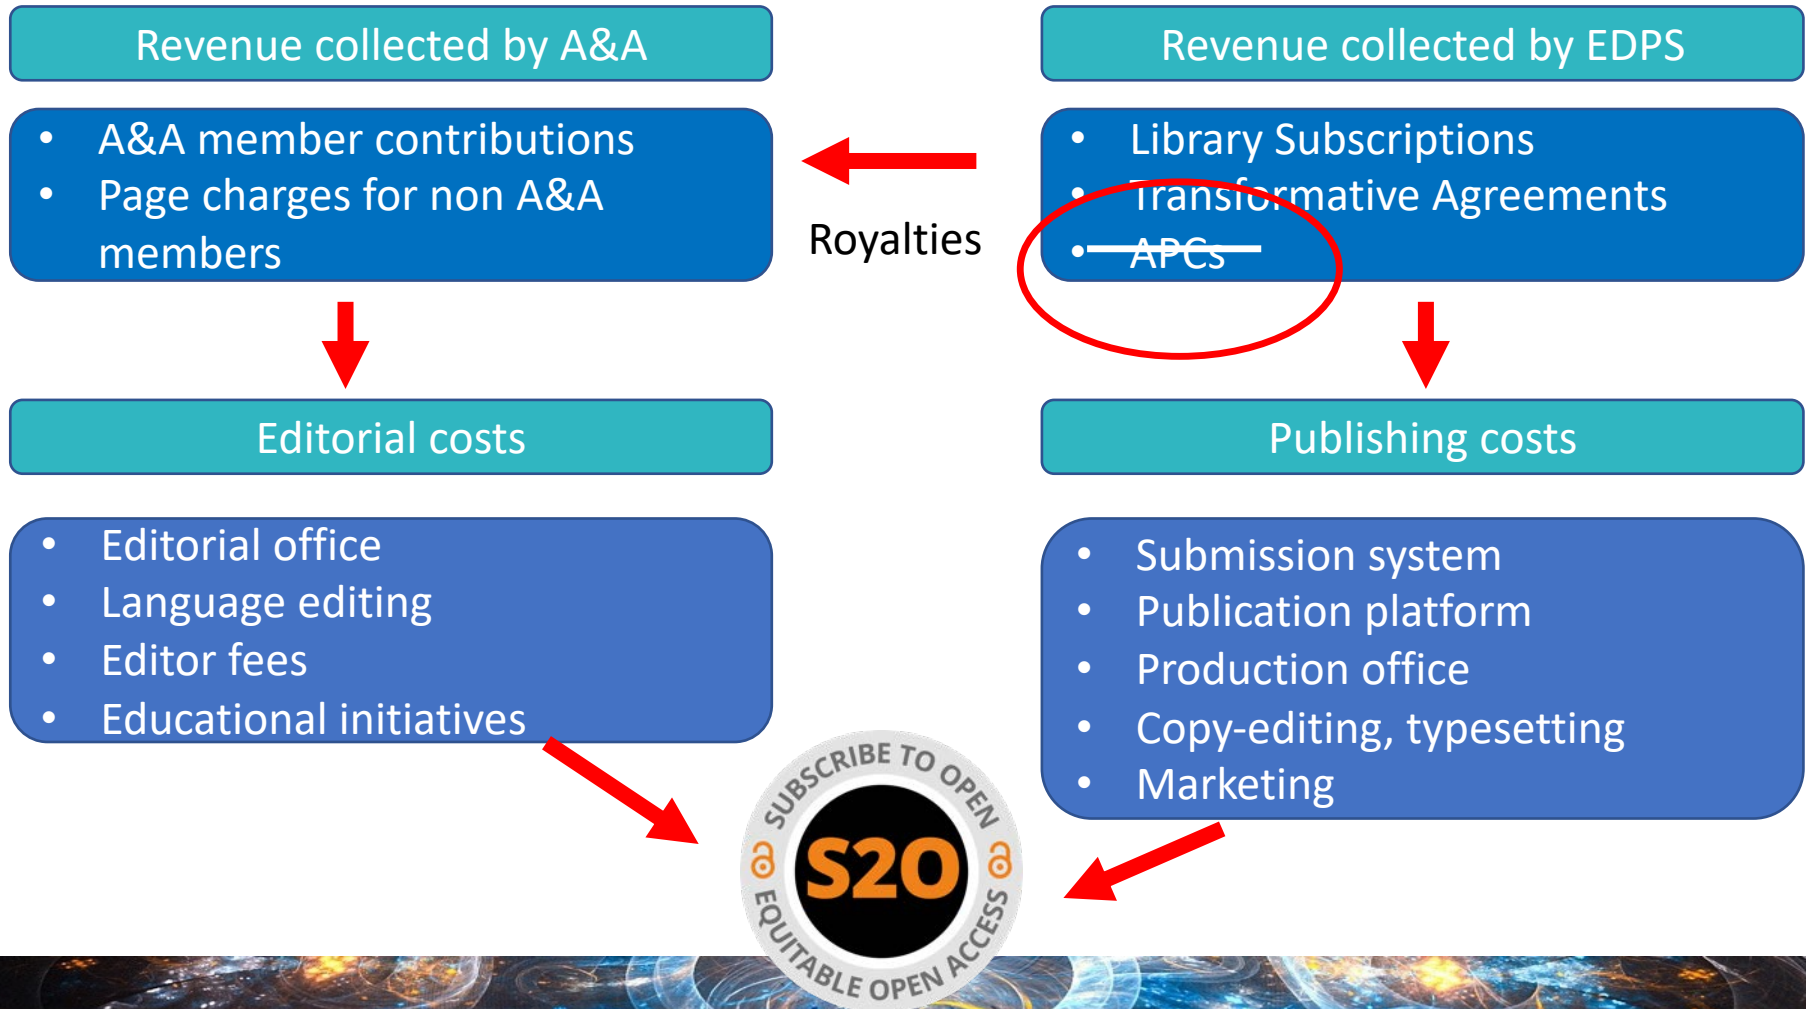 Revenue collected by A&A
• A&A member contributions
• Page charges for non A&A
members
Royalties
Revenue collected by EDPS
• Library Subscriptions
• Transformative Agreements
• APCs
Editorial costs
• Editorial office
• Language editing
• Editor fees
• Educational initiatives
Publishing costs
• Submission system
• Publication platform
• Production office
• Copy-editing, typesetting
• Marketing
SUBSCRIBE TO OPEN
S2O
EQUITABLE OPEN ACCESS